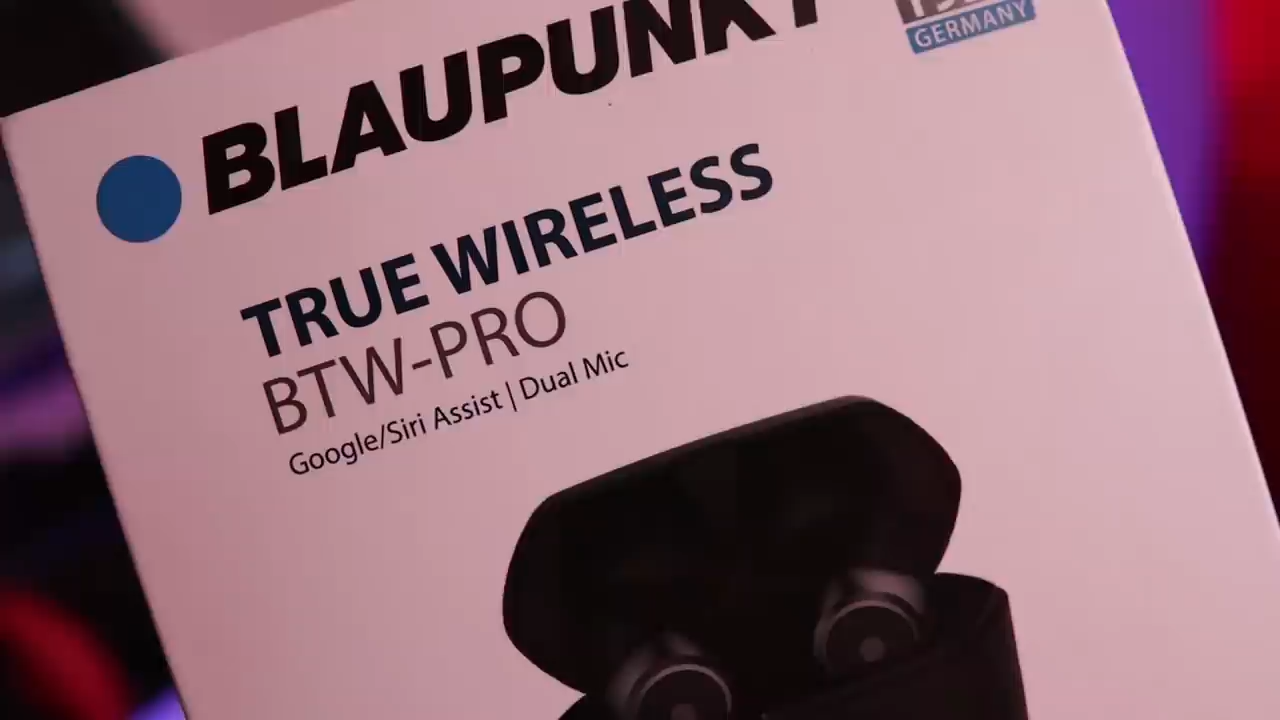 BLAUPUNKT
GERMANY
TRUE WIRELESS
BTW-PRO
Google/Siri Assist | Dual Mic